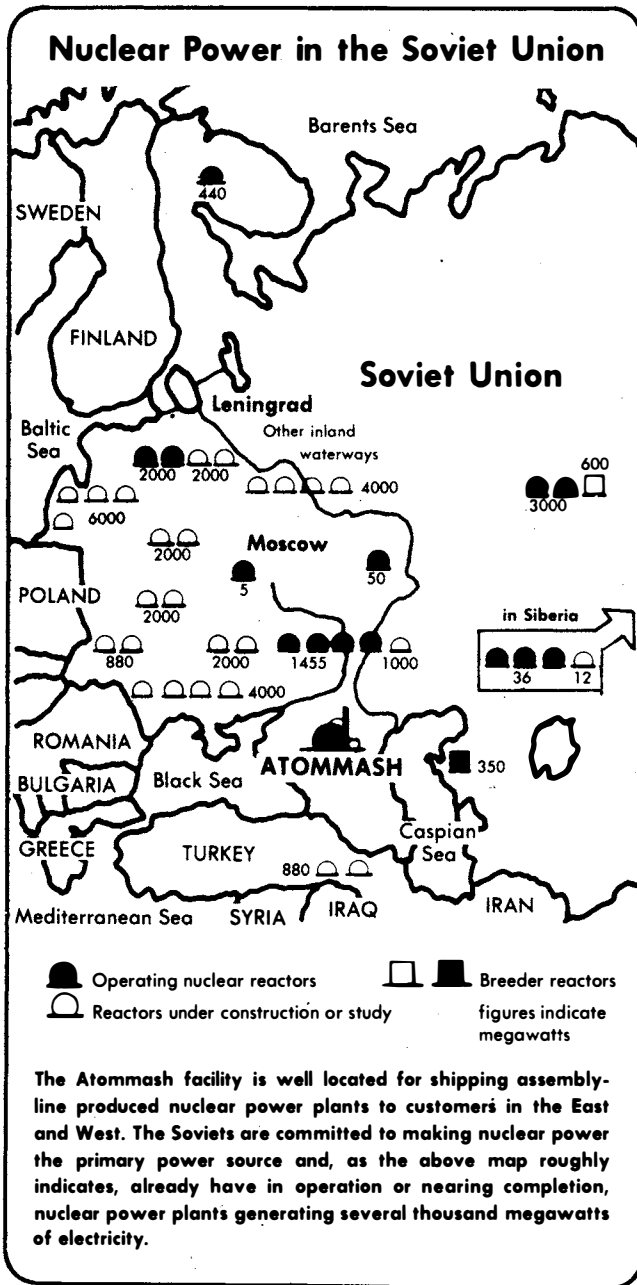 Nuclear Power in the Soviet Union
Barents Sea
440
SWEDEN
FINLAND
Soviet Union
Leningrad
Baltic
Sea
Other inland
waterways
2000 2000
600
4000
3000
6000
2000
Moscow
5
50
POLAND
2000
in Siberia
880
2000
1455
1000
36
12
4000
ROMANIA
ATOMMASH
350
BULGARIA
Black Sea
Caspian
Sea
GREECE
TURKEY
880
IRAN
Mediterranean Sea
SYRIA
IRAQ
Operating nuclear reactors
Breeder reactors
Reactors under construction or study
figures indicate
megawatts
The Atommash facility is well located for shipping assembly-
line produced nuclear power plants to customers in the East
and West. The Soviets are committed to making nuclear power
the primary power source and, as the above map roughly
indicates, already have in operation or nearing completion,
nuclear power plants generating several thousand megawatts
of electricity.